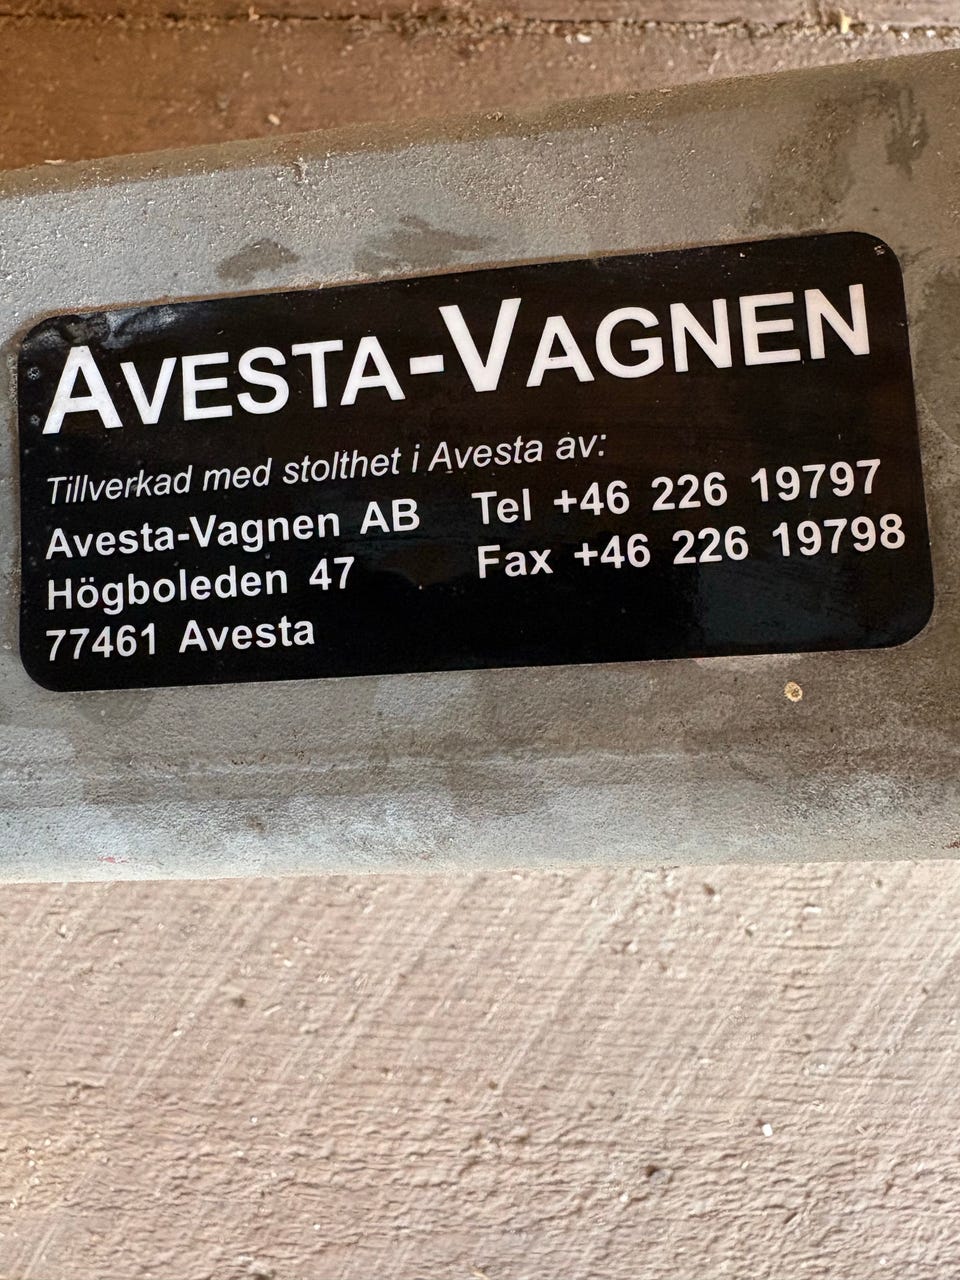 AVESTA-VAGNEN
Tillverkad med stolthet i Avesta av:
Avesta-Vagnen AB Tel +46 226 19797
Högboleden 47 Fax +46 226 19798
77461 Avesta